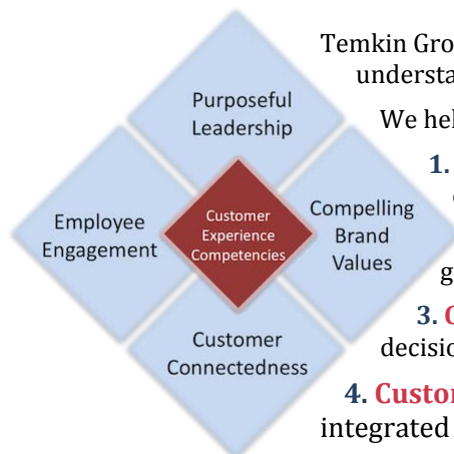 Temkin Gro
understa
We hel
Purposeful
Leadership
1.
Employee
Engagement
Customer
Experience
Competencies
Compelling
Brand
Values
g
3. C
decisio
Customer
Connectedness
4. Custor
integrated